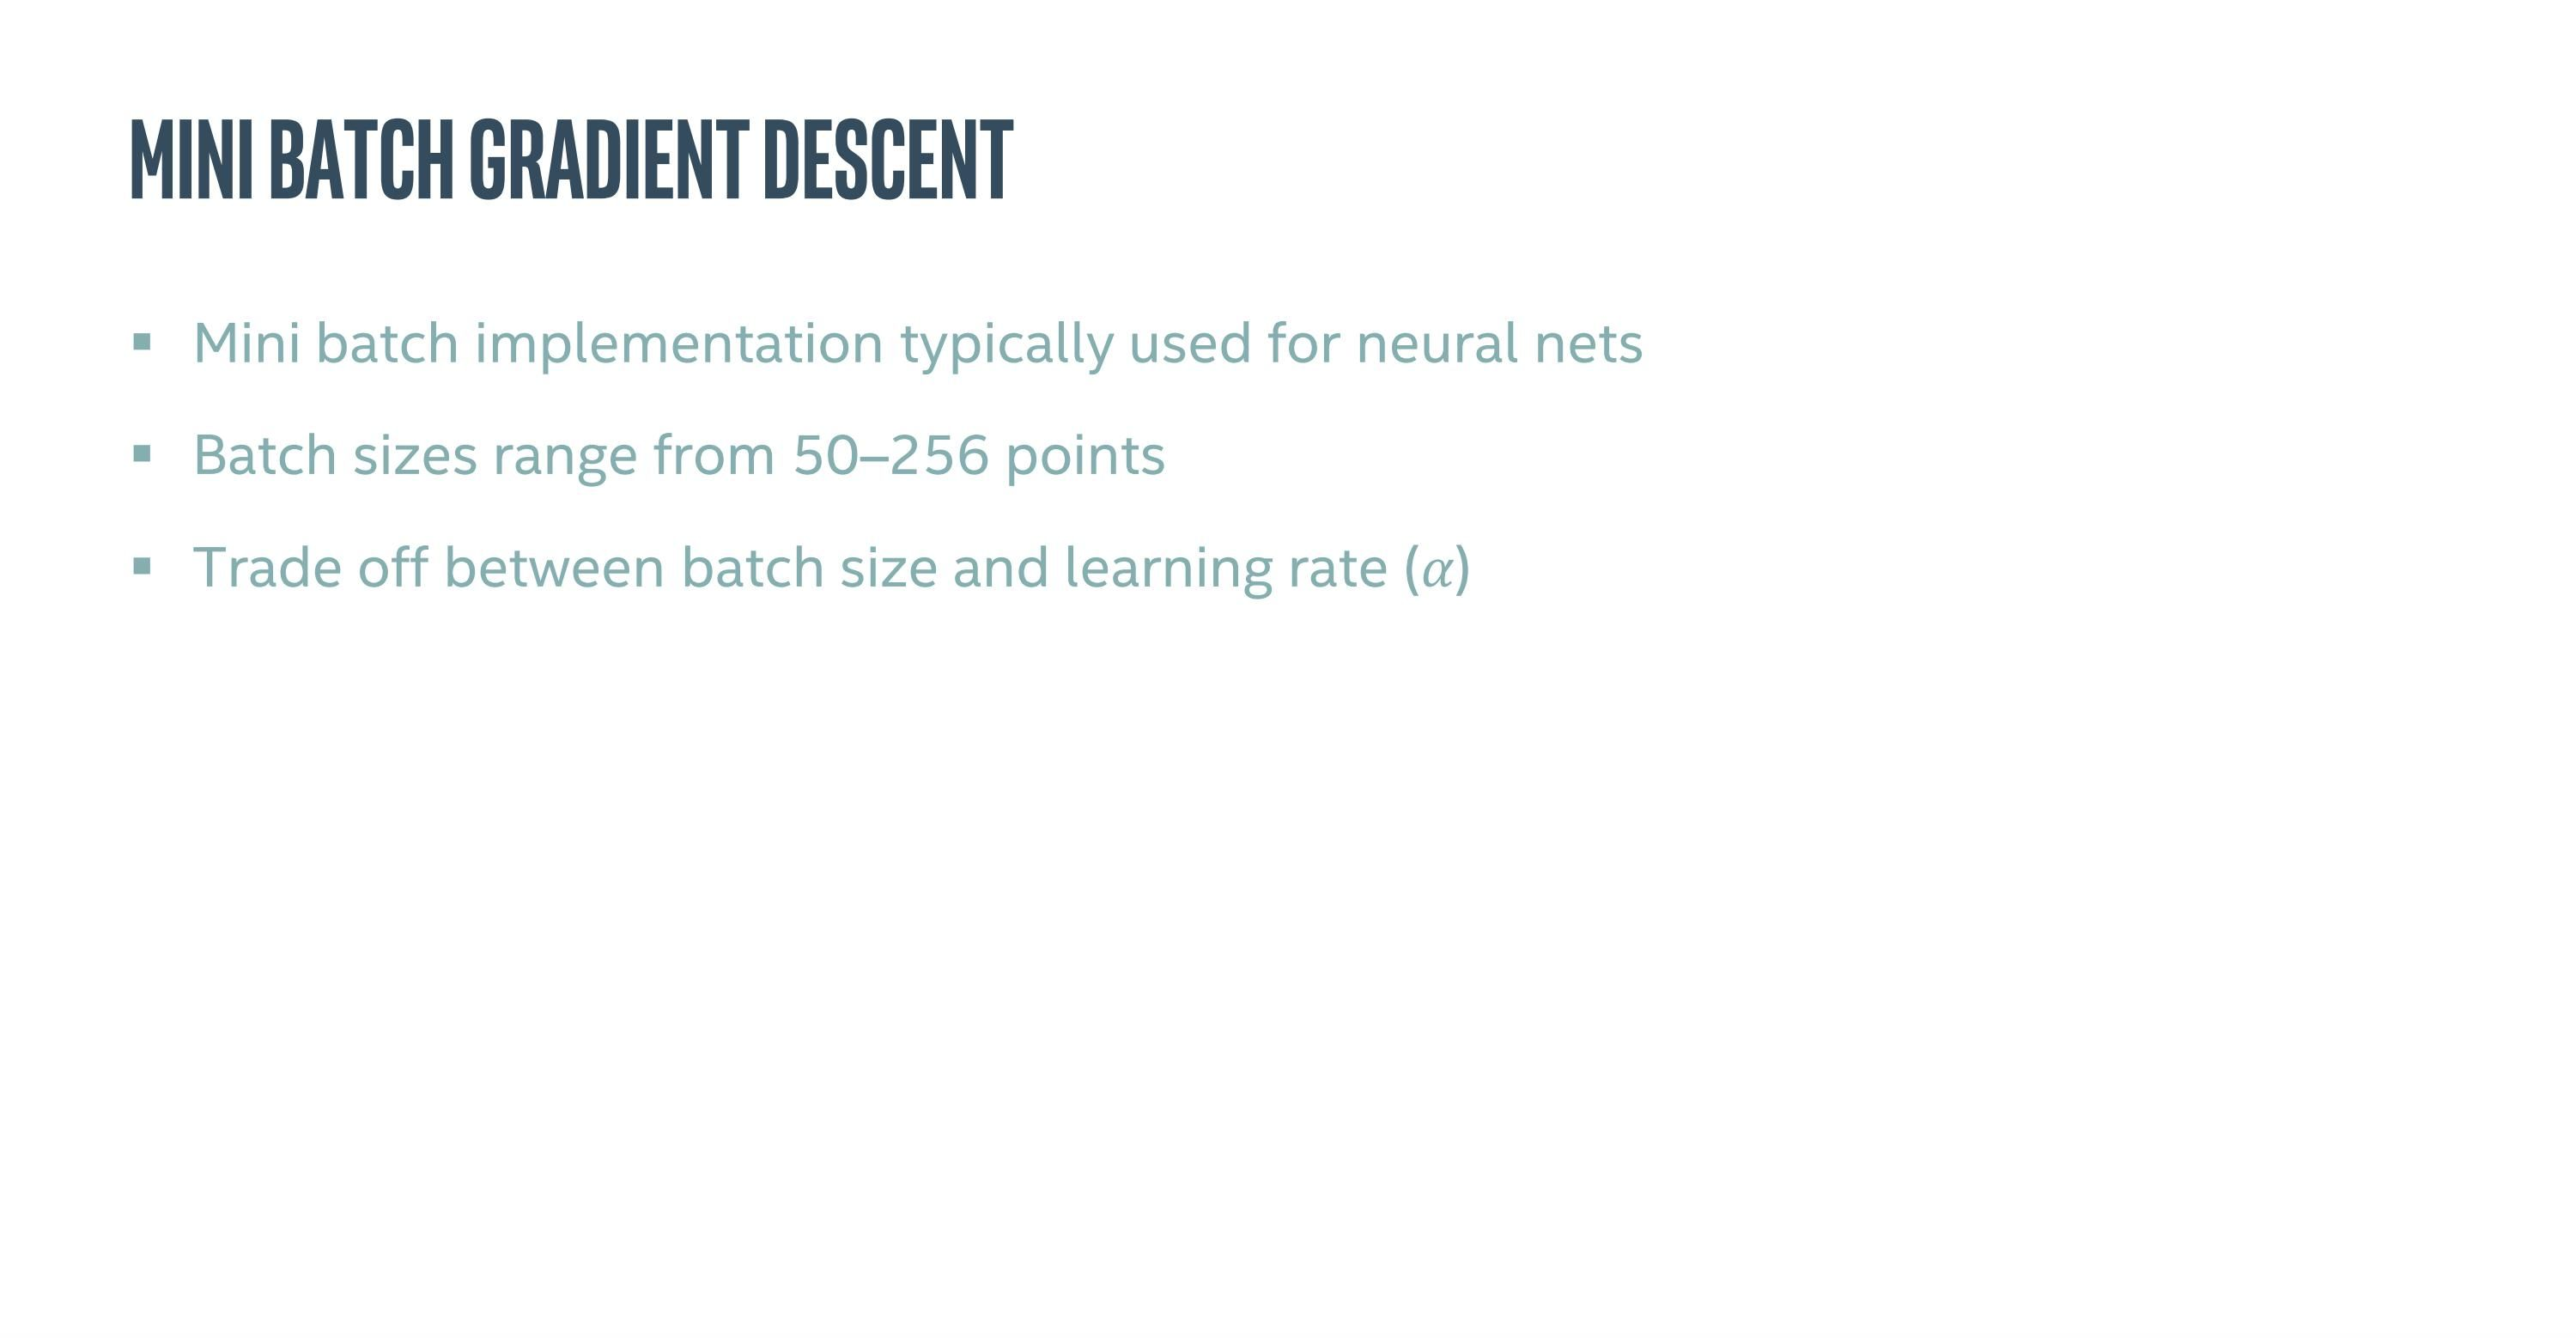 MINI BATCH GRADIENT DESCENT
▪ Mini batch implementation typically used for neural nets
▪ Batch sizes range from 50–256 points
▪ Trade off between batch size and learning rate (𝛼)